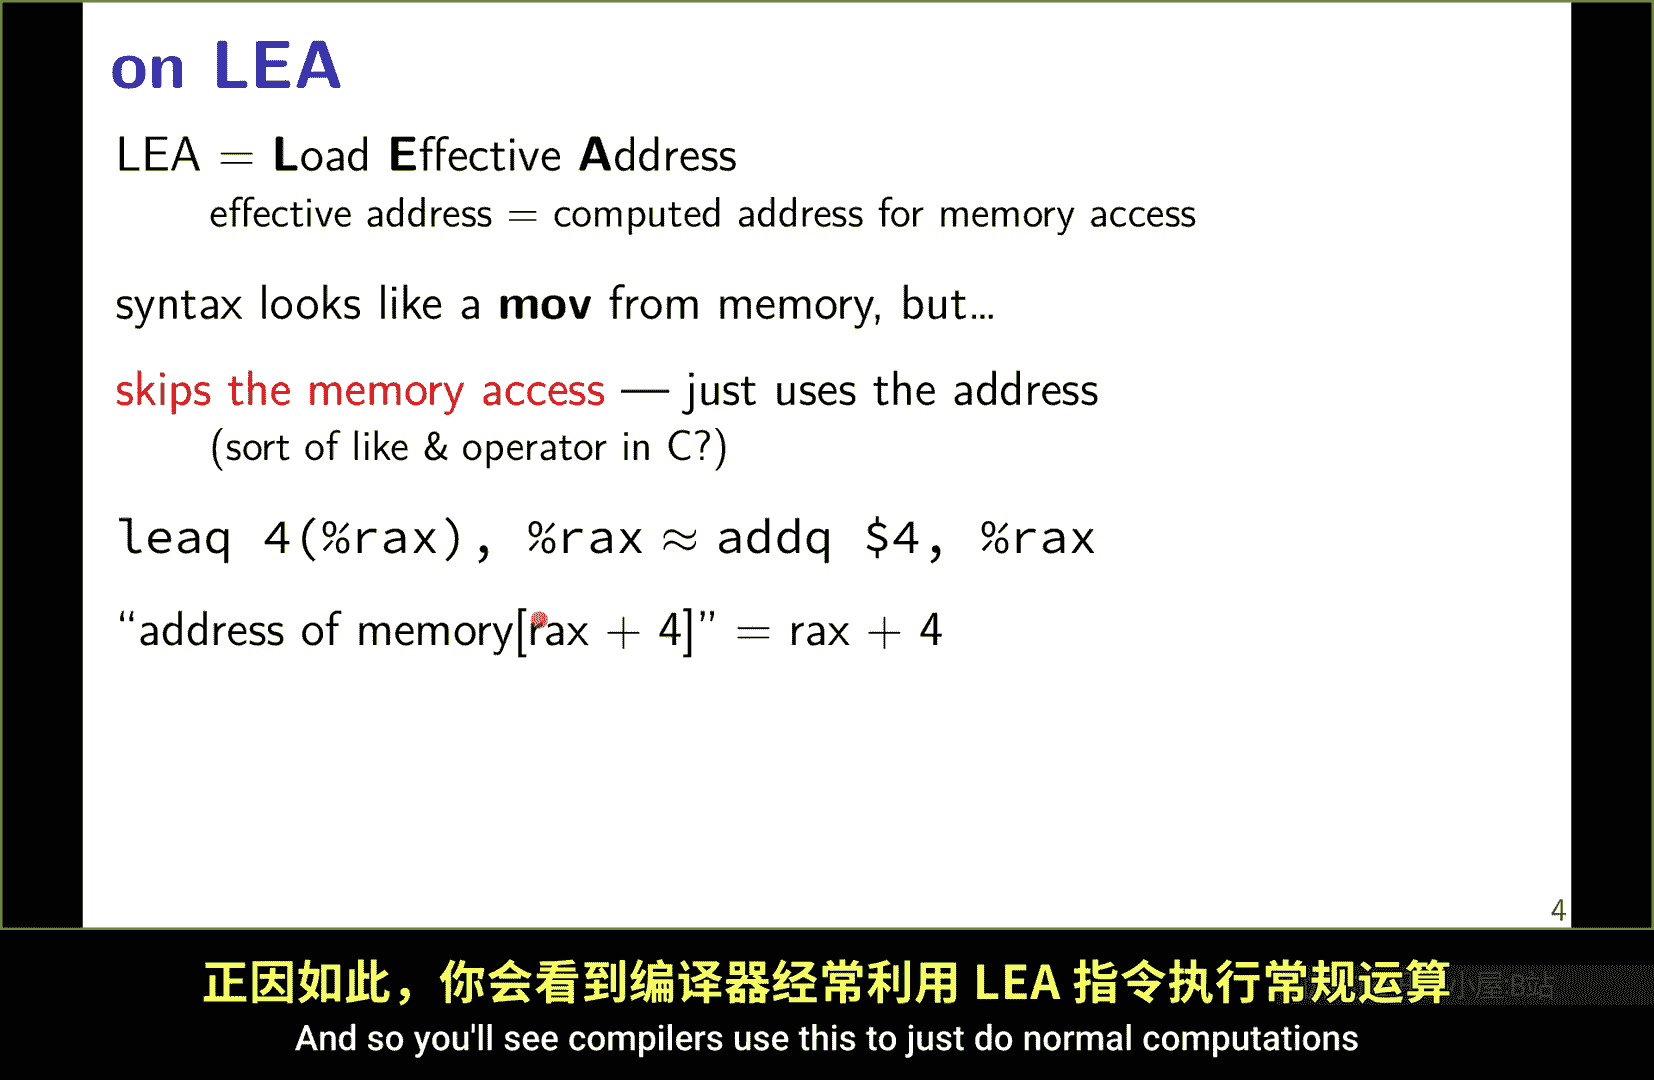 on LEA
LEA = Load Effective Address
effective address = computed address for memory access
syntax looks like a mov from memory, but…
skips the memory access — just uses the address
(sort of like & operator in C?)
leaq 4(%rax), %rax ≈ addq $4, %rax
“address of memory[rax + 4]” = rax + 4
4
正因如此，你会看到编译器经常利用 LEA 指令执行常规运算
小屋:B站
And so you'll see compilers use this to just do normal computations